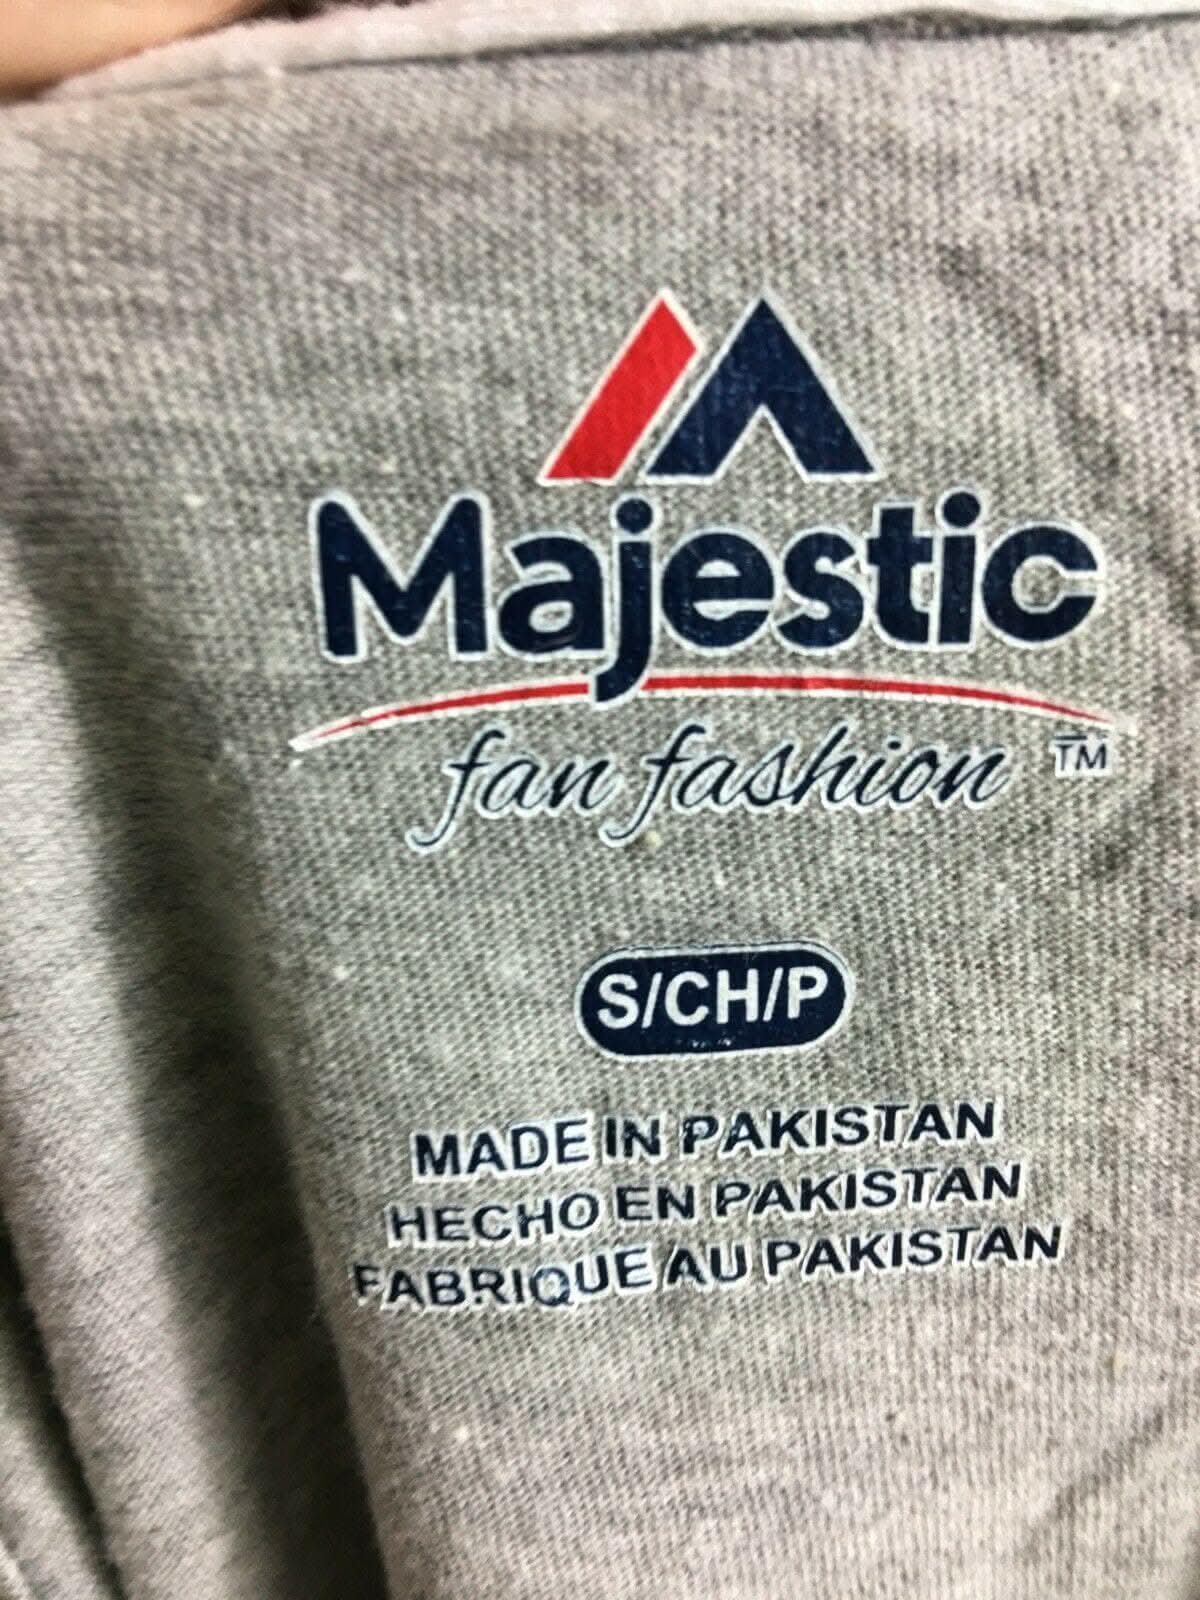 Majestic
fan fashion TM
S/CH/P
MADE IN PAKISTAN
HECHO EN PAKISTAN
FABRIQUE AU PAKISTAN